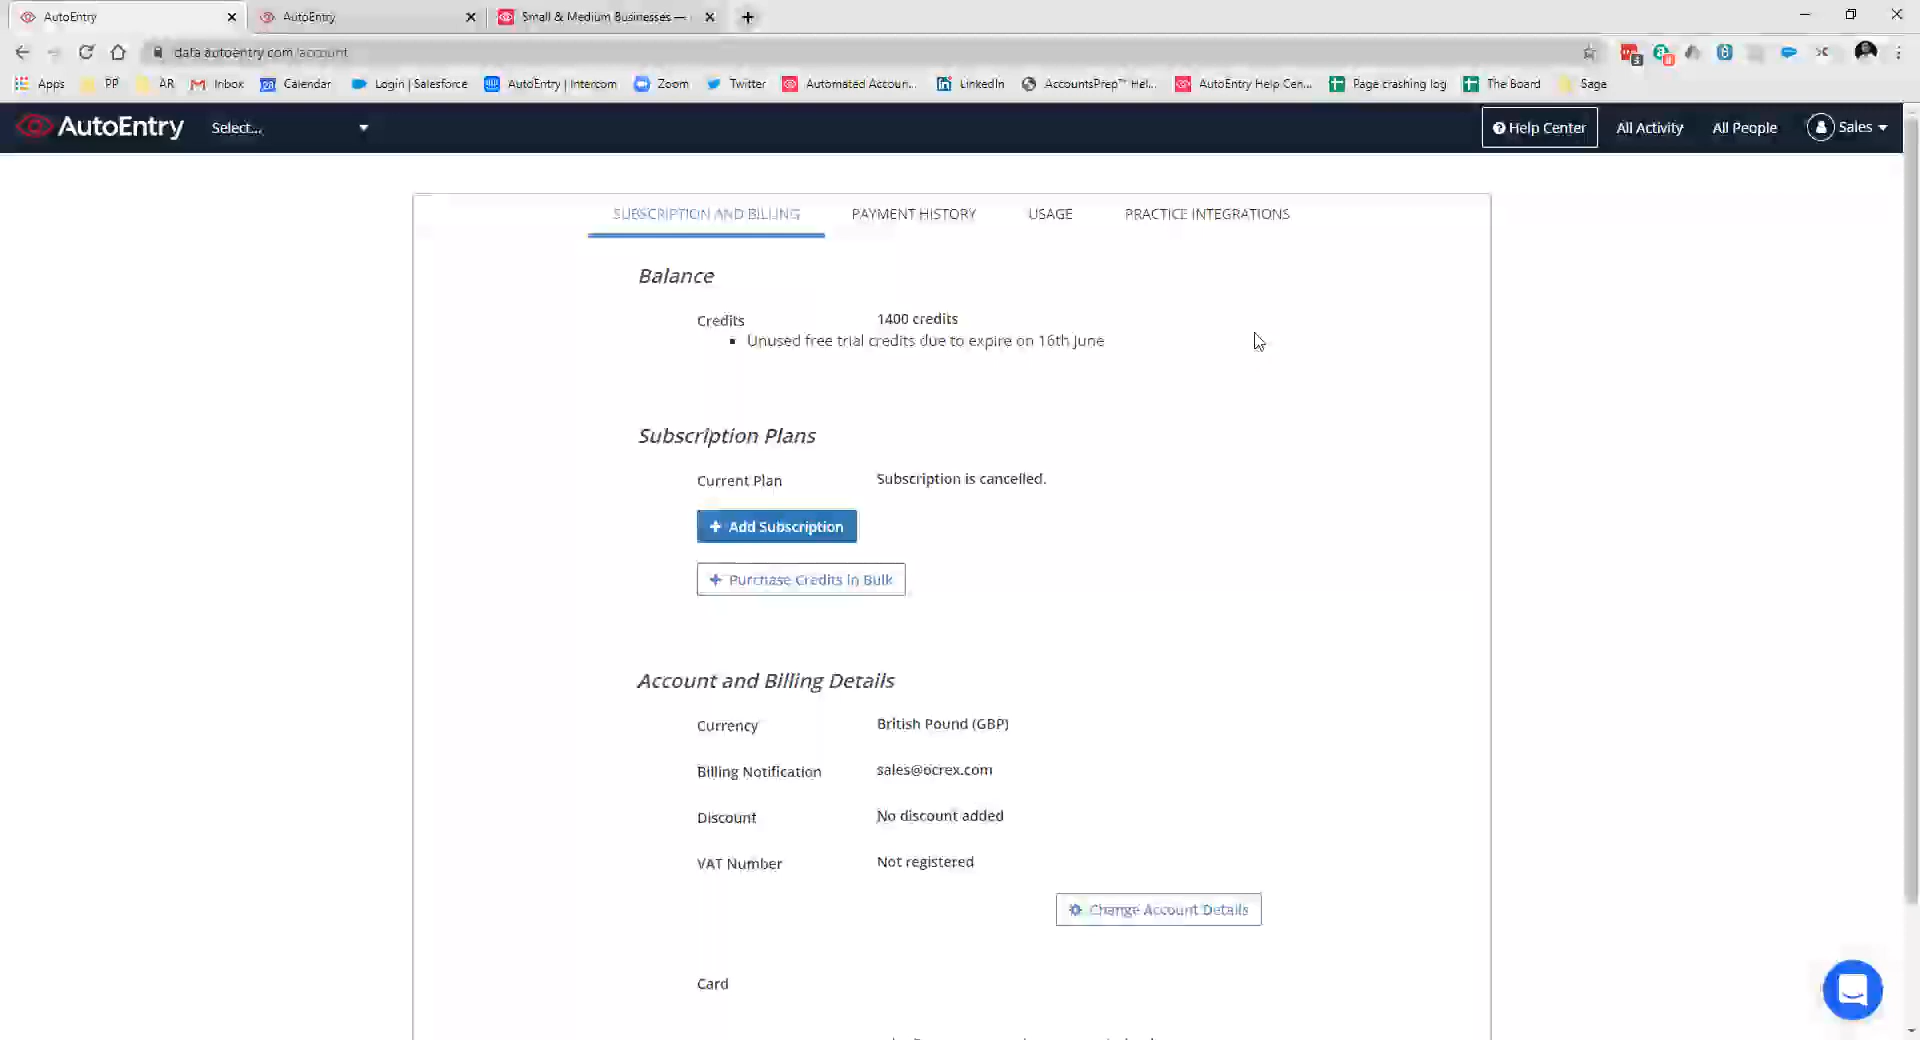 AutoEntry
AutoEntry
Small & Medium Businesses —
data.autoentry.com/account
Apps
PP
AR
Inbox
Calendar
Login | Salesforce
AutoEntry | Intercom
Zoom
Twitter
Automated Accoun...
LinkedIn
AccountsPrep™ Hel...
AutoEntry Help Cen...
Page crashing log
The Board
Sage
AutoEntry
Select...
Help Center
All Activity
All People
Sales
SUBSCRIPTION AND BILLING
PAYMENT HISTORY
USAGE
PRACTICE INTEGRATIONS
Balance
Credits
1400 credits
Unused free trial credits due to expire on 16th June
Subscription Plans
Current Plan
Subscription is cancelled.
Add Subscription
Purchase Credits in Bulk
Account and Billing Details
Currency
British Pound (GBP)
Billing Notification
sales@ocrex.com
Discount
No discount added
VAT Number
Not registered
Change Account Details
Card